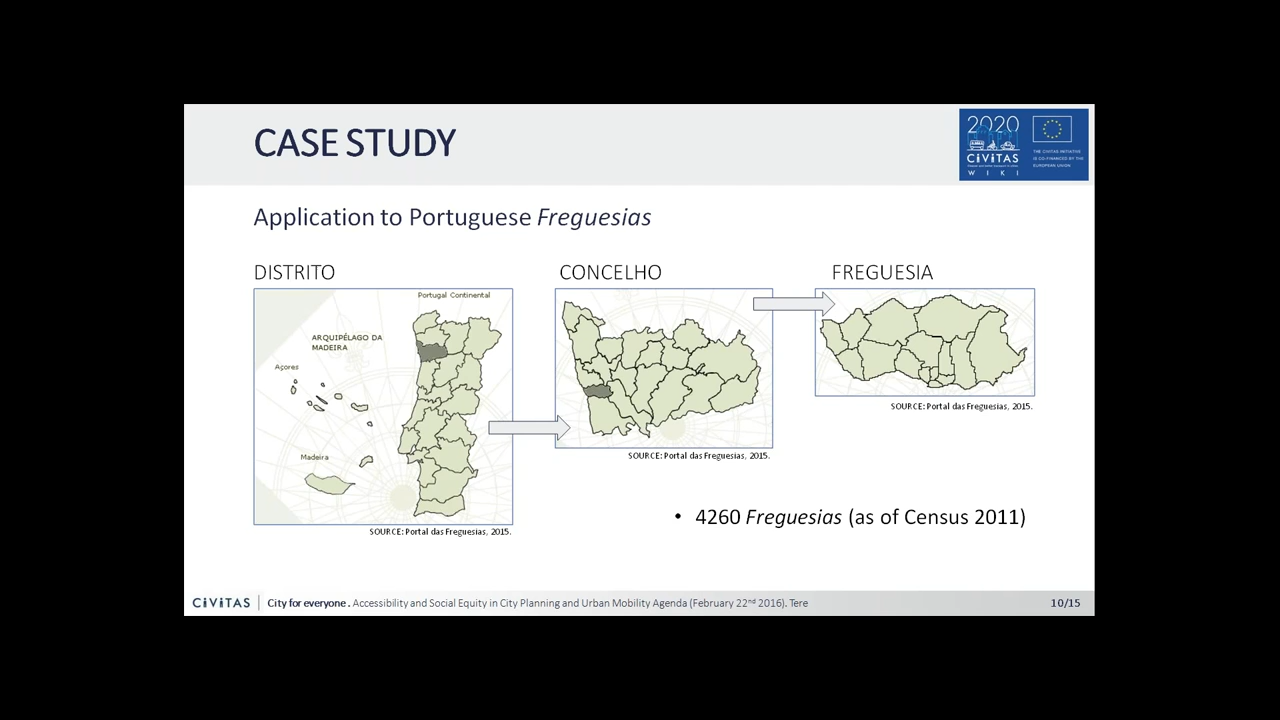 CASE STUDY
2020
CiViTAS
WIKI
THE CIVITAS INITIATIVE
IS CO-FINANCED BY THE
EUROPEAN UNION
Application to Portuguese Freguesias
DISTRITO
CONCELHO
FREGUESIA
Portugal Continental
ARQUIPÉLAGO DA
MADEIRA
Açores
Madeira
SOURCE: Portal das Freguesias, 2015.
SOURCE: Portal das Freguesias, 2015.
SOURCE: Portal das Freguesias, 2015.
• 4260 Freguesias (as of Census 2011)
CiViTAS | City for everyone . Accessibility and Social Equity in City Planning and Urban Mobility Agenda (February 22nd 2016). Tere
10/15